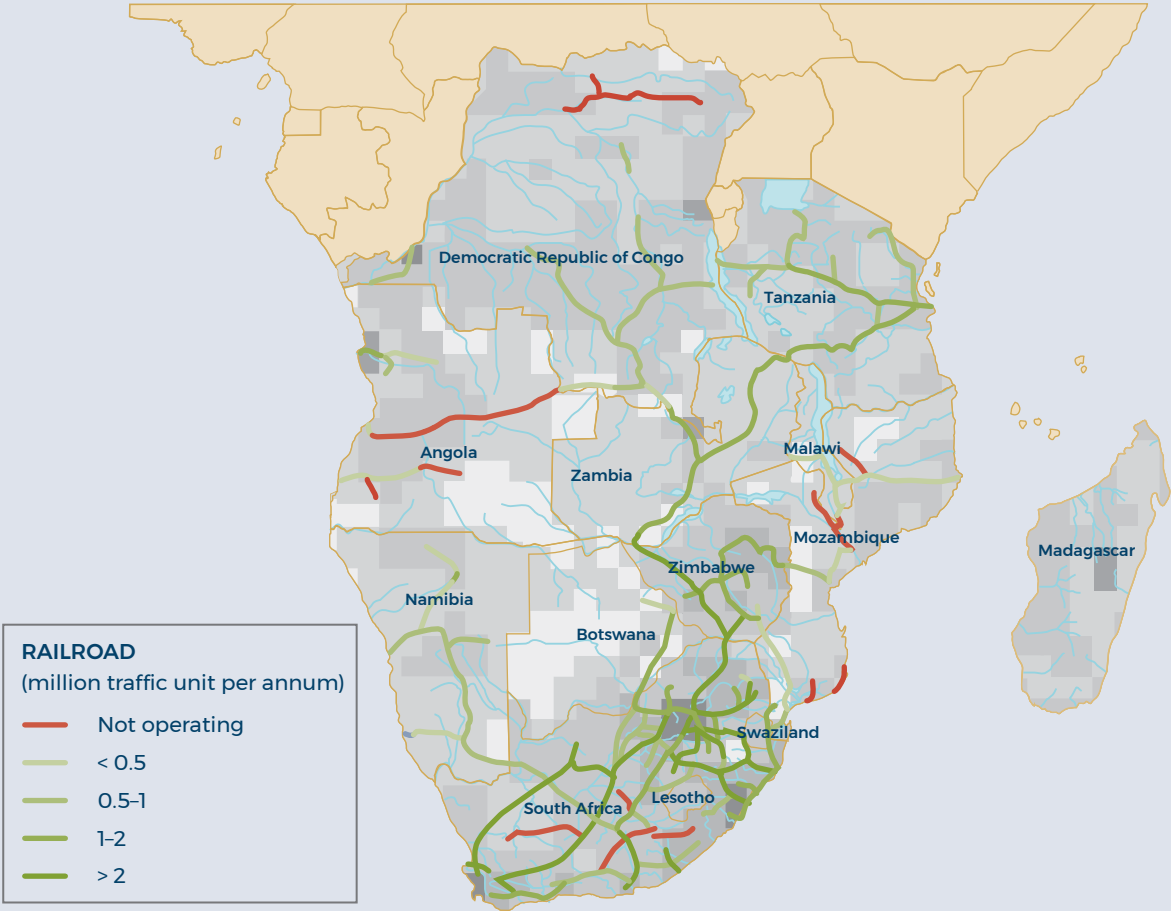 Democratic Republic of Congo
Tanzania
Angola
Zambia
Malawi
Mozambique
Madagascar
Zimbabwe
Namibia
Botswana
Swaziland
Lesotho
South Africa
RAILROAD
(million traffic unit per annum)
Not operating
< 0.5
0.5–1
1–2
> 2